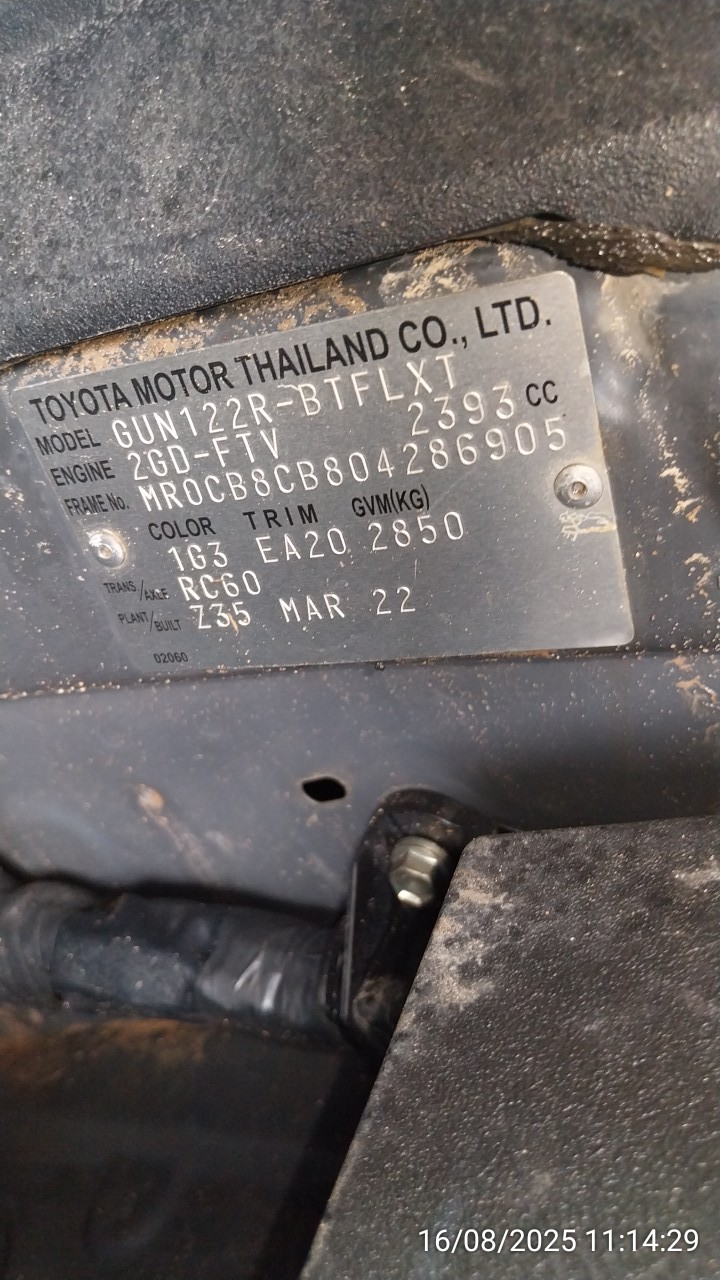 TOYOTA MOTOR THAILAND CO., LTD.
MODEL GUN122R-BTFLXT
ENGINE 2GD-FTV 2393 CC
FRAME No. MR0CB8CB804286905
COLOR TRIM GVM(KG)
1G3 EA20 2850
TRANS/AXLE RC60
PLANT/BUILT Z35 MAR 22
02060
16/08/2025 11:14:29